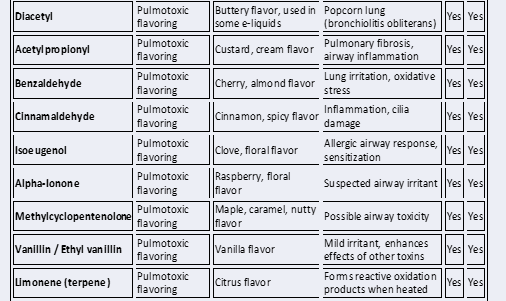 Diacetyl
Pulmotoxic
flavoring
Buttery flavor, used in
some e-liquids
Popcorn lung
(bronchiolitis obliterans)
Yes
Yes
Acetylpropionyl
Pulmotoxic
flavoring
Custard, cream flavor
Pulmonary fibrosis,
airway inflammation
Yes
Yes
Benzaldehyde
Pulmotoxic
flavoring
Cherry, almond flavor
Lung irritation, oxidative
stress
Yes
Yes
Cinnamaldehyde
Pulmotoxic
flavoring
Cinnamon, spicy flavor
Inflammation, cilia
damage
Yes
Yes
Isoeugenol
Pulmotoxic
flavoring
Clove, floral flavor
Allergic airway response,
sensitization
Yes
Yes
Alpha-Ionone
Pulmotoxic
flavoring
Raspberry, floral
flavor
Suspected airway irritant
Yes
Yes
Methylcyclopentenolone
Pulmotoxic
flavoring
Maple, caramel, nutty
flavor
Possible airway toxicity
Yes
Yes
Vanillin / Ethyl vanillin
Pulmotoxic
flavoring
Vanilla flavor
Mild irritant, enhances
effects of other toxins
Yes
Yes
Limonene (terpene)
Pulmotoxic
flavoring
Citrus flavor
Forms reactive oxidation
products when heated
Yes
Yes